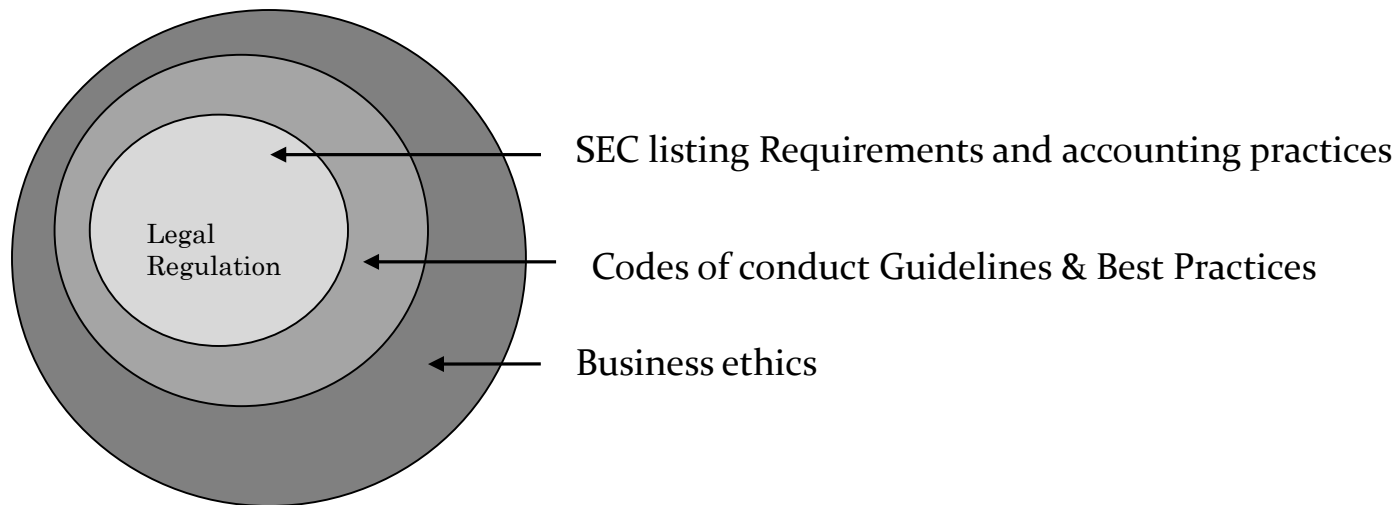 SEC listing Requirements and accounting practices
Legal
Regulation
Codes of conduct Guidelines & Best Practices
Business ethics